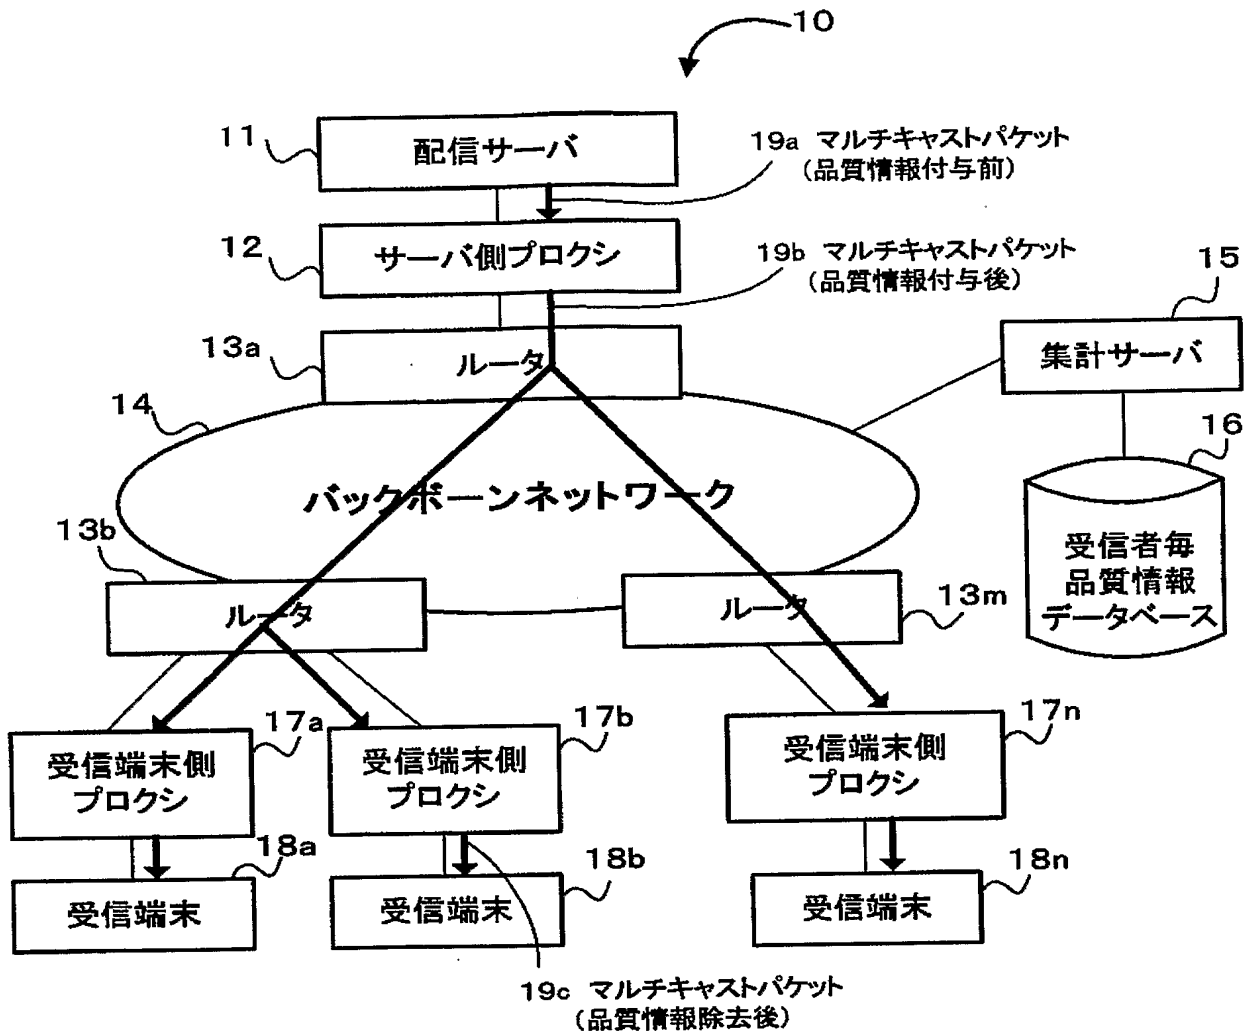 10
11
配信サーバ
19a マルチキャストパケット
(品質情報付与前)
12
サーバ側プロクシ
19b マルチキャストパケット
(品質情報付与後)
15
13a
ルータ
集計サーバ
14
16
バックボーンネットワーク
受信者毎
品質情報
データベース
13b
ルータ
ルータ
13m
17a
17b
17n
受信端末側
プロクシ
受信端末側
プロクシ
受信端末側
プロクシ
18a
18b
18n
受信端末
受信端末
受信端末
19c マルチキャストパケット
(品質情報除去後)